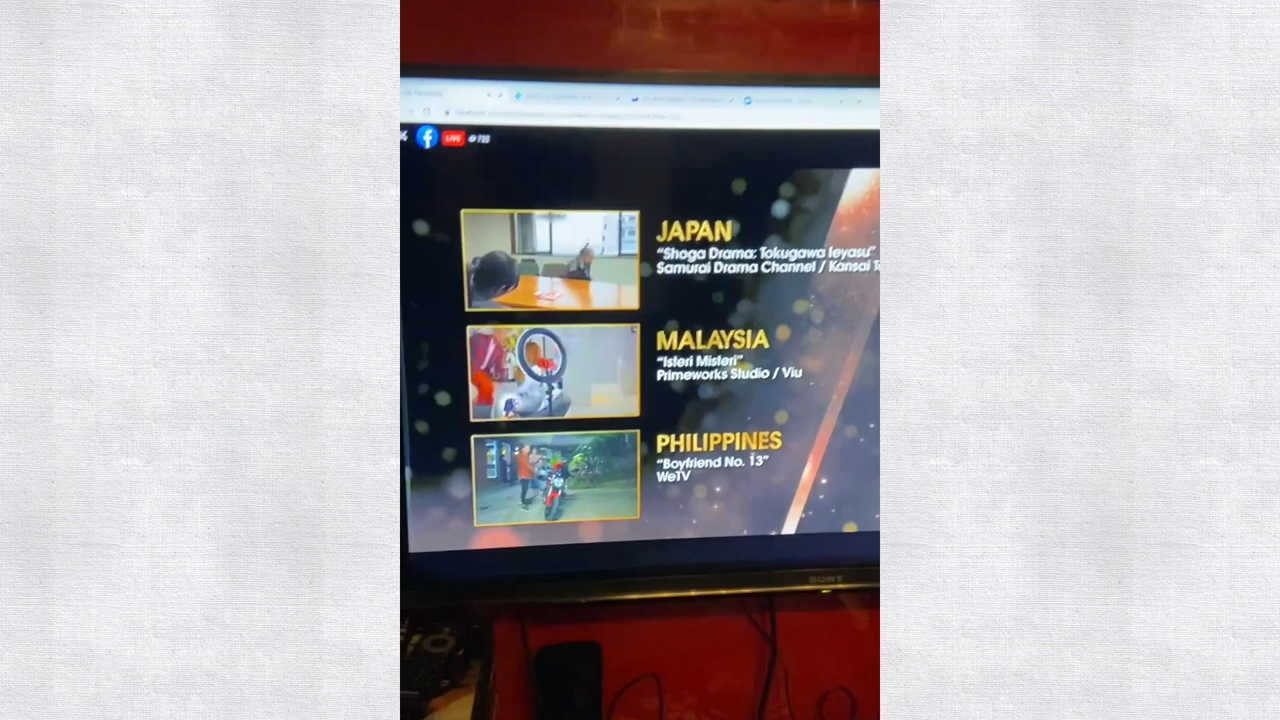 LIVE
JAPAN
"Shoga Drama: Tokugawa Ieyasu"
Samurai Drama Channel / Kansai
MALAYSIA
"Isteri Misteri"
Primeworks Studio / Viu
PHILIPPINES
"Boyfriend No. 13"
WeTV
SONY